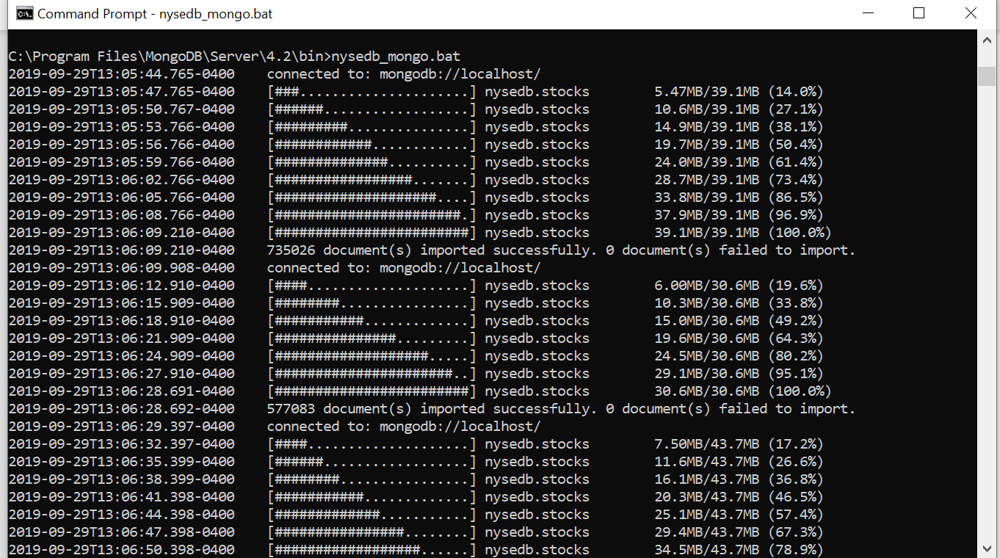 Command Prompt - nysedb_mongo.bat
C:\Program Files\MongoDB\Server\4.2\bin>nysedb_mongo.bat
2019-09-29T13:05:44.765-0400    connected to: mongodb://localhost/
2019-09-29T13:05:47.765-0400    [###.....................] nysedb.stocks        5.47MB/39.1MB (14.0%)
2019-09-29T13:05:50.767-0400    [######..................] nysedb.stocks        10.6MB/39.1MB (27.1%)
2019-09-29T13:05:53.766-0400    [#########...............] nysedb.stocks        14.9MB/39.1MB (38.1%)
2019-09-29T13:05:56.766-0400    [############............] nysedb.stocks        19.7MB/39.1MB (50.4%)
2019-09-29T13:05:59.766-0400    [##############..........] nysedb.stocks        24.0MB/39.1MB (61.4%)
2019-09-29T13:06:02.766-0400    [#################.......] nysedb.stocks        28.7MB/39.1MB (73.4%)
2019-09-29T13:06:05.766-0400    [####################....] nysedb.stocks        33.8MB/39.1MB (86.5%)
2019-09-29T13:06:08.766-0400    [#######################.] nysedb.stocks        37.9MB/39.1MB (96.9%)
2019-09-29T13:06:09.210-0400    [########################] nysedb.stocks        39.1MB/39.1MB (100.0%)
2019-09-29T13:06:09.210-0400    735026 document(s) imported successfully. 0 document(s) failed to import.
2019-09-29T13:06:09.908-0400    connected to: mongodb://localhost/
2019-09-29T13:06:12.910-0400    [####....................] nysedb.stocks        6.00MB/30.6MB (19.6%)
2019-09-29T13:06:15.909-0400    [########................] nysedb.stocks        10.3MB/30.6MB (33.8%)
2019-09-29T13:06:18.910-0400    [###########.............] nysedb.stocks        15.0MB/30.6MB (49.2%)
2019-09-29T13:06:21.909-0400    [###############.........] nysedb.stocks        19.6MB/30.6MB (64.3%)
2019-09-29T13:06:24.909-0400    [###################.....] nysedb.stocks        24.5MB/30.6MB (80.2%)
2019-09-29T13:06:27.910-0400    [######################..] nysedb.stocks        29.1MB/30.6MB (95.1%)
2019-09-29T13:06:28.691-0400    [########################] nysedb.stocks        30.6MB/30.6MB (100.0%)
2019-09-29T13:06:28.692-0400    577083 document(s) imported successfully. 0 document(s) failed to import.
2019-09-29T13:06:29.397-0400    connected to: mongodb://localhost/
2019-09-29T13:06:32.397-0400    [####....................] nysedb.stocks        7.50MB/43.7MB (17.2%)
2019-09-29T13:06:35.399-0400    [######..................] nysedb.stocks        11.6MB/43.7MB (26.6%)
2019-09-29T13:06:38.399-0400    [########................] nysedb.stocks        16.1MB/43.7MB (36.8%)
2019-09-29T13:06:41.398-0400    [###########.............] nysedb.stocks        20.3MB/43.7MB (46.5%)
2019-09-29T13:06:44.398-0400    [#############...........] nysedb.stocks        25.1MB/43.7MB (57.4%)
2019-09-29T13:06:47.398-0400    [################........] nysedb.stocks        29.4MB/43.7MB (67.3%)
2019-09-29T13:06:50.398-0400    [##################......] nysedb.stocks        34.5MB/43.7MB (78.9%)